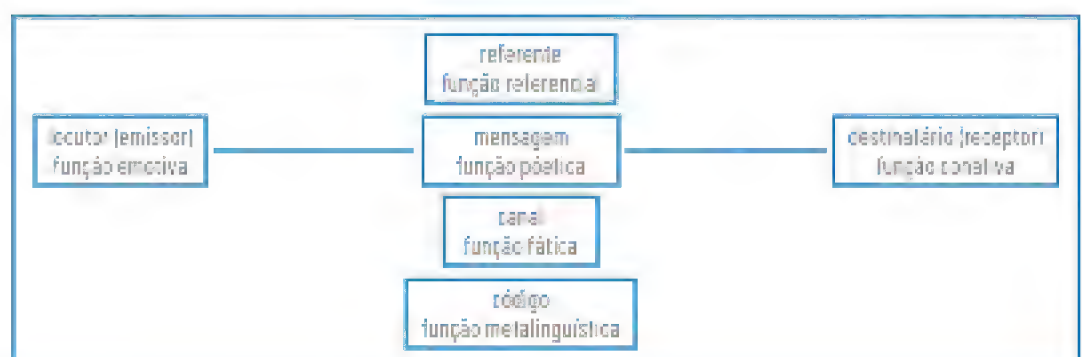 referente
função referencial
locutor (emissor)
função emotiva
mensagem
função póetica
destinatário (receptor)
função conativa
canal
função fática
código
função metalinguística